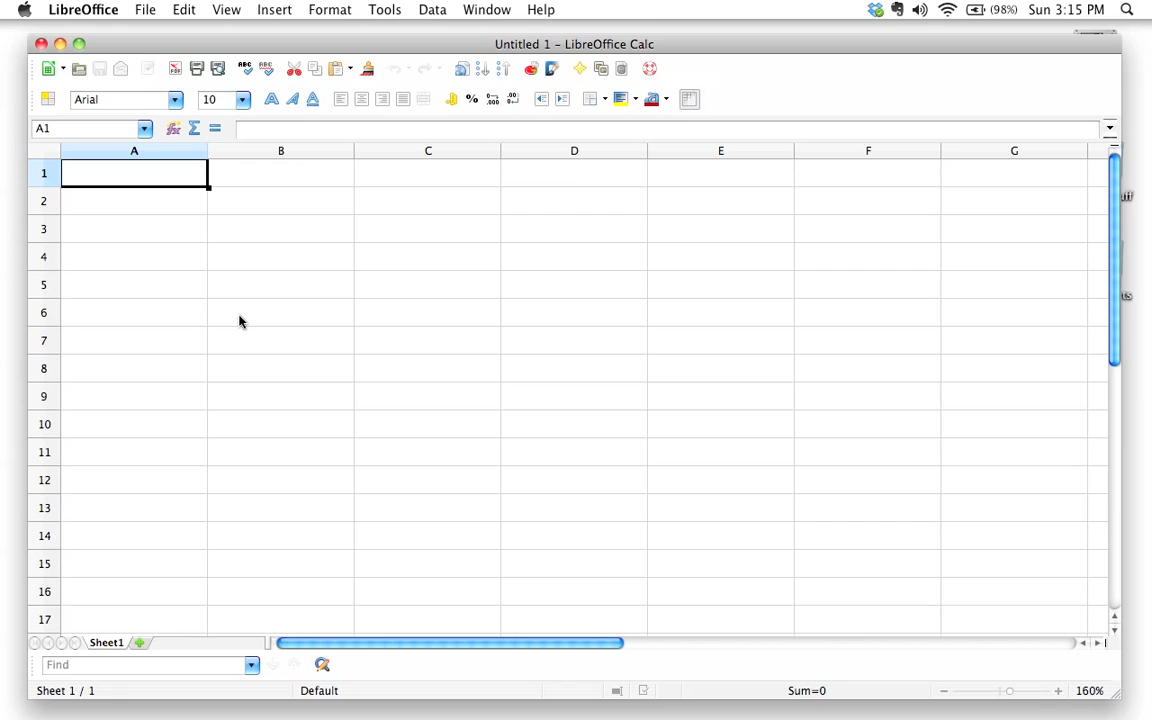 LibreOffice File Edit View Insert Format Tools Data Window Help (98%) Sun 3:15 PM
Untitled 1 - LibreOffice Calc
Arial 10
A1
A B C D E F G
1
2
3
4
5
6
7
8
9
10
11
12
13
14
15
16
17
Sheet1
Find
Sheet 1 / 1 Default Sum=0 160%